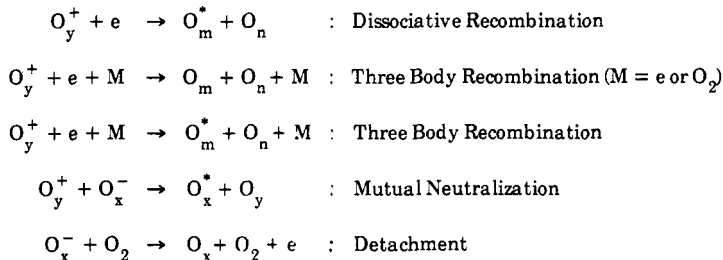 O_y^+ + e → O_m^* + O_n : Dissociative Recombination
O_y^+ + e + M → O_m + O_n + M : Three Body Recombination (M = e or O_2)
O_y^+ + e + M → O_m^* + O_n + M : Three Body Recombination
O_y^+ + O_x^- → O_x^* + O_y : Mutual Neutralization
O_x^- + O_2 → O_x + O_2 + e : Detachment